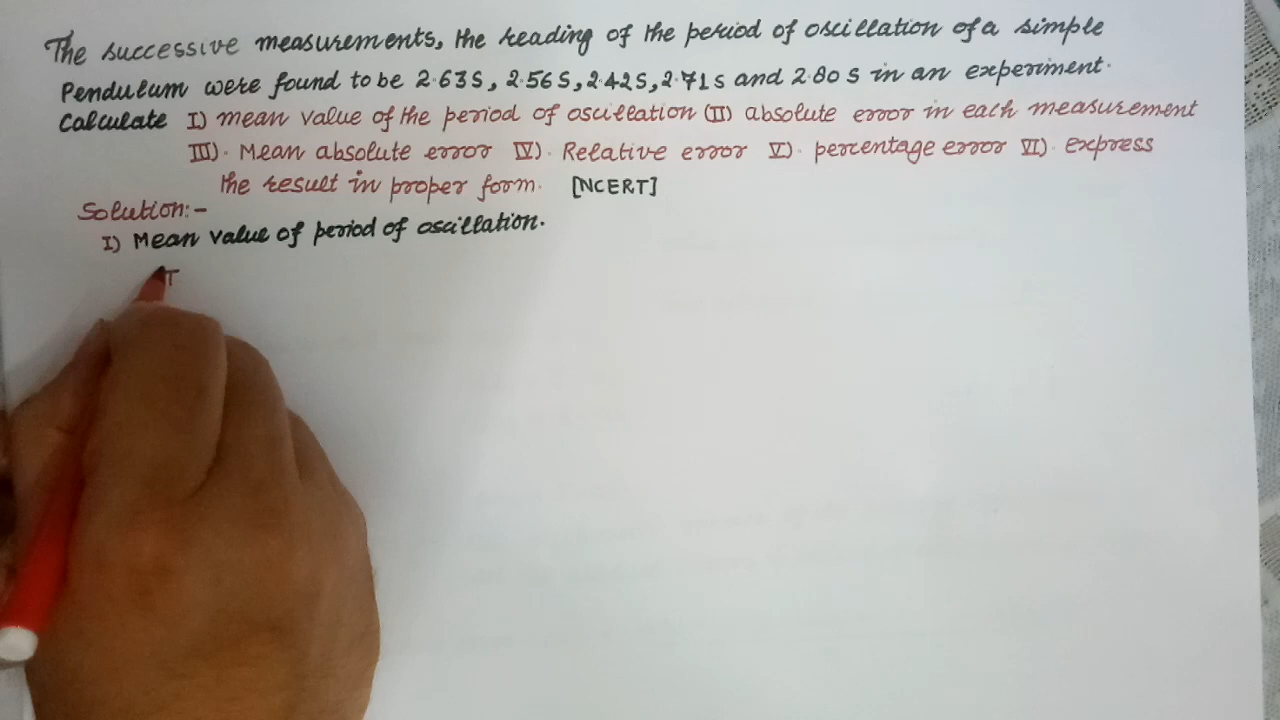 The successive measurements, the reading of the period of oscillation of a simple
Pendulum were found to be 2.63S, 2.56S, 2.42S, 2.71s and 2.80 s in an experiment.
Calculate I) mean value of the period of oscillation (II) absolute error in each measurement
III). Mean absolute error IV). Relative error V). percentage error VI). express
the result in proper form. [NCERT]
Solution:-
I) Mean value of period of oscillation.
T